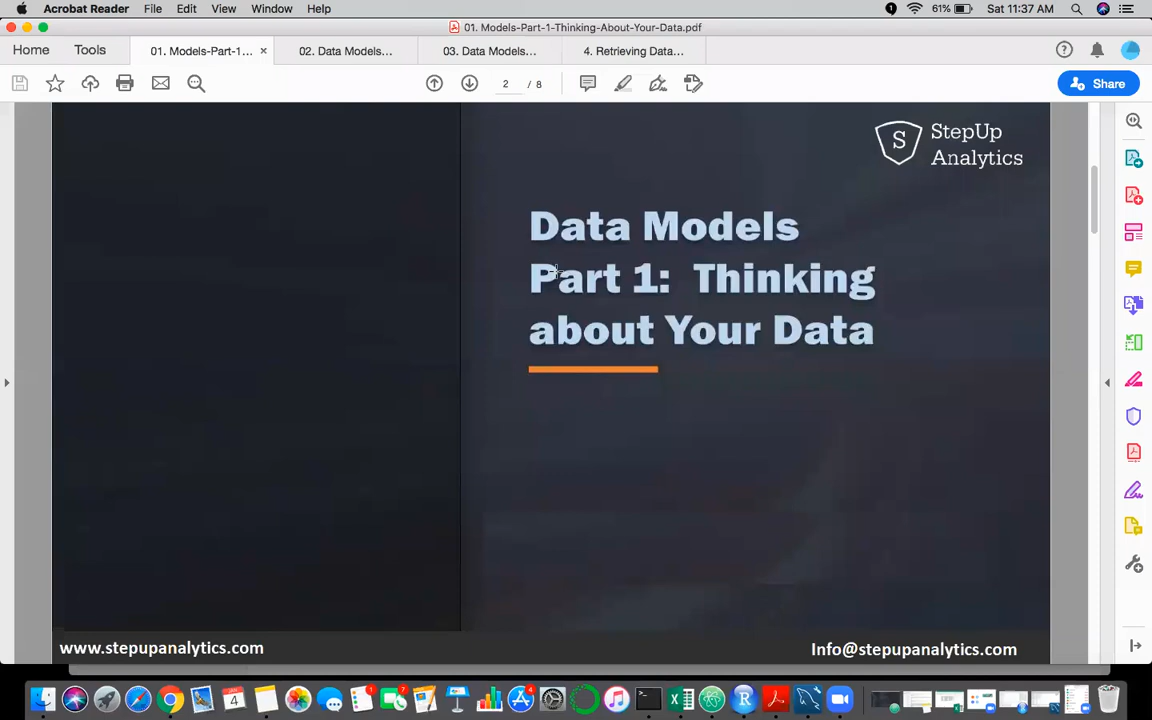 Acrobat Reader File Edit View Window Help 1 61% Sat 11:37 AM
01. Models-Part-1-Thinking-About-Your-Data.pdf
Home Tools 01. Models-Part-1... × 02. Data Models... 03. Data Models... 4. Retrieving Data...
2 / 8 Share
S StepUp
Analytics
Data Models
Part 1: Thinking
about Your Data
www.stepupanalytics.com Info@stepupanalytics.com